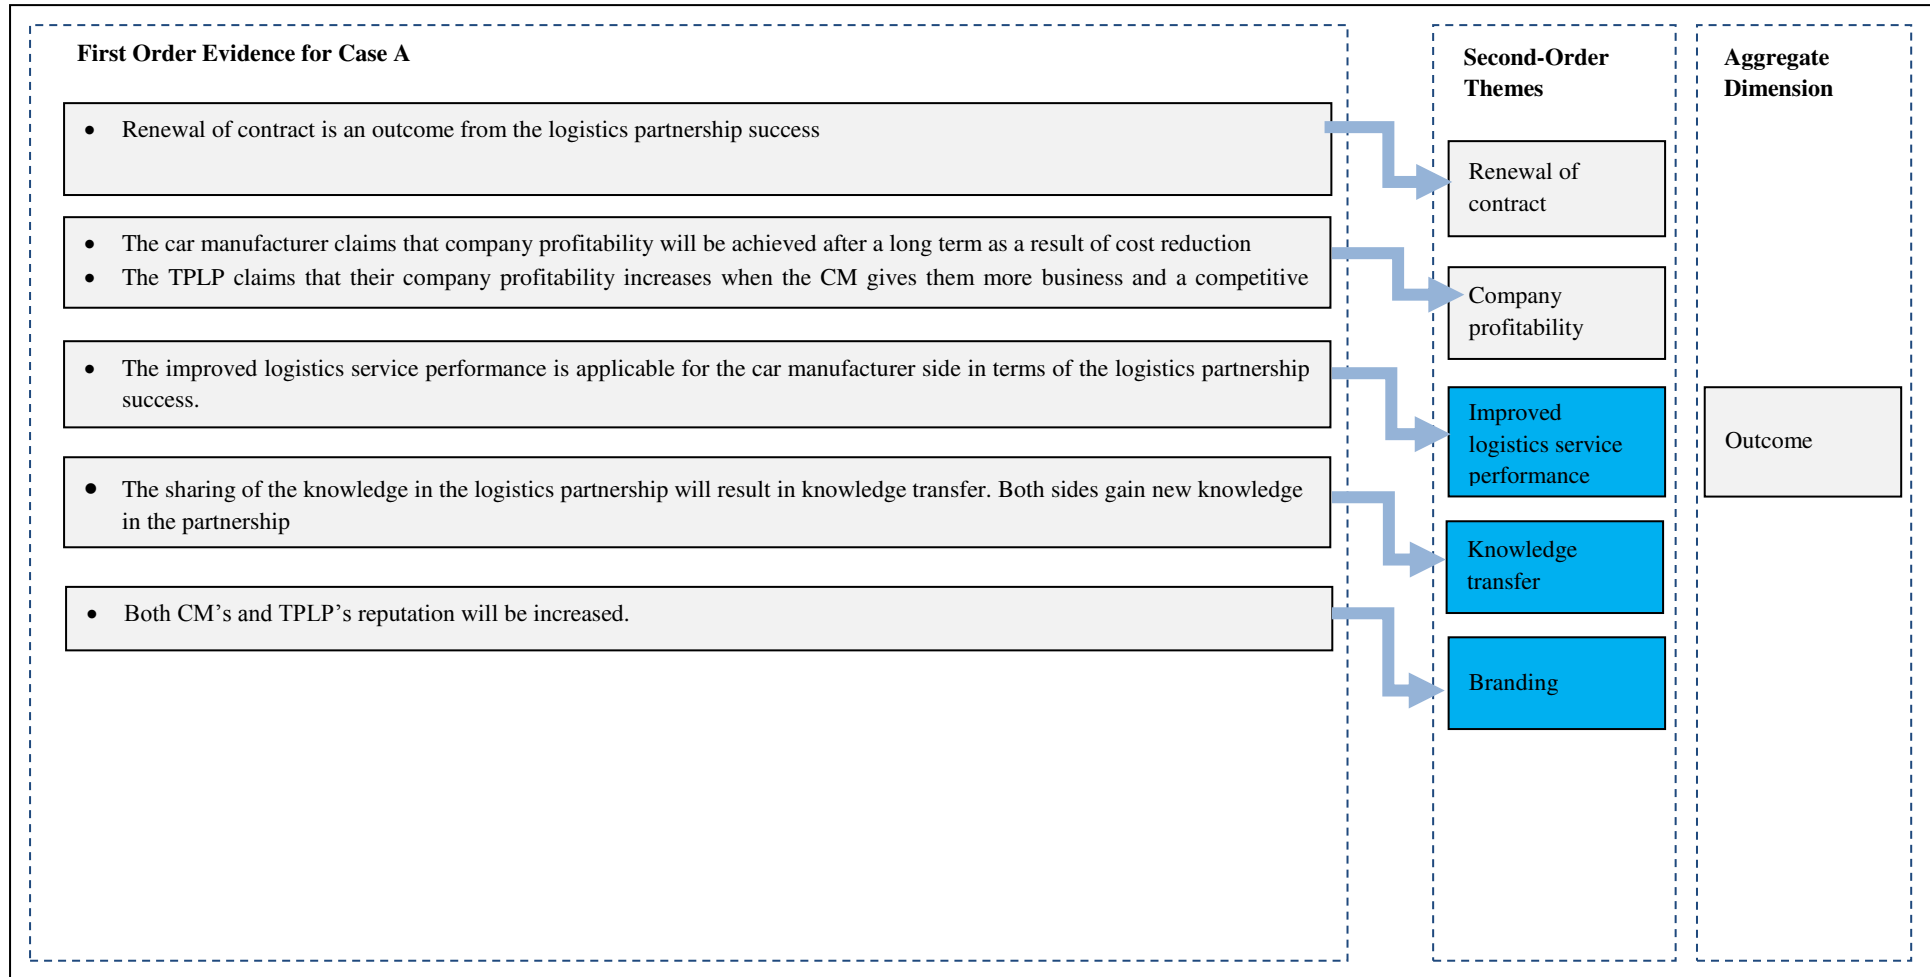 First Order Evidence for Case A
• Renewal of contract is an outcome from the logistics partnership success
• The car manufacturer claims that company profitability will be achieved after a long term as a result of cost reduction
• The TPLP claims that their company profitability increases when the CM gives them more business and a competitive
• The improved logistics service performance is applicable for the car manufacturer side in terms of the logistics partnership
success.
• The sharing of the knowledge in the logistics partnership will result in knowledge transfer. Both sides gain new knowledge
in the partnership
• Both CM’s and TPLP’s reputation will be increased.
Second-Order
Themes
Renewal of
contract
Company
profitability
Improved
logistics service
performance
Knowledge
transfer
Branding
Aggregate
Dimension
Outcome